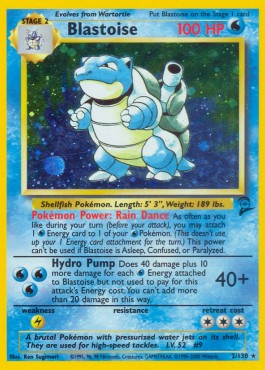 Evolves from Wartortle Put Blastoise on the Stage 1 card
STAGE 2
Blastoise 100 HP
Shellfish Pokémon. Length: 5' 3", Weight: 189 lbs.
Pokémon Power: Rain Dance As often as you
like during your turn (before your attack), you may
attach 1 Energy card to 1 of your Pokémon. (This doesn't use
up your 1 Energy card attachment for the turn.) This power
can't be used if Blastoise is Asleep, Confused, or Paralyzed.
Hydro Pump Does 40 damage plus 10
more damage for each Energy attached
to Blastoise but not used to pay for this
attack's Energy cost. You can't add more
than 20 damage in this way.
40+
weakness resistance retreat cost
A brutal Pokémon with pressurized water jets on its shell.
They are used for high-speed tackles. LV. 52 #9
Illus. Ken Sugimori
2/130